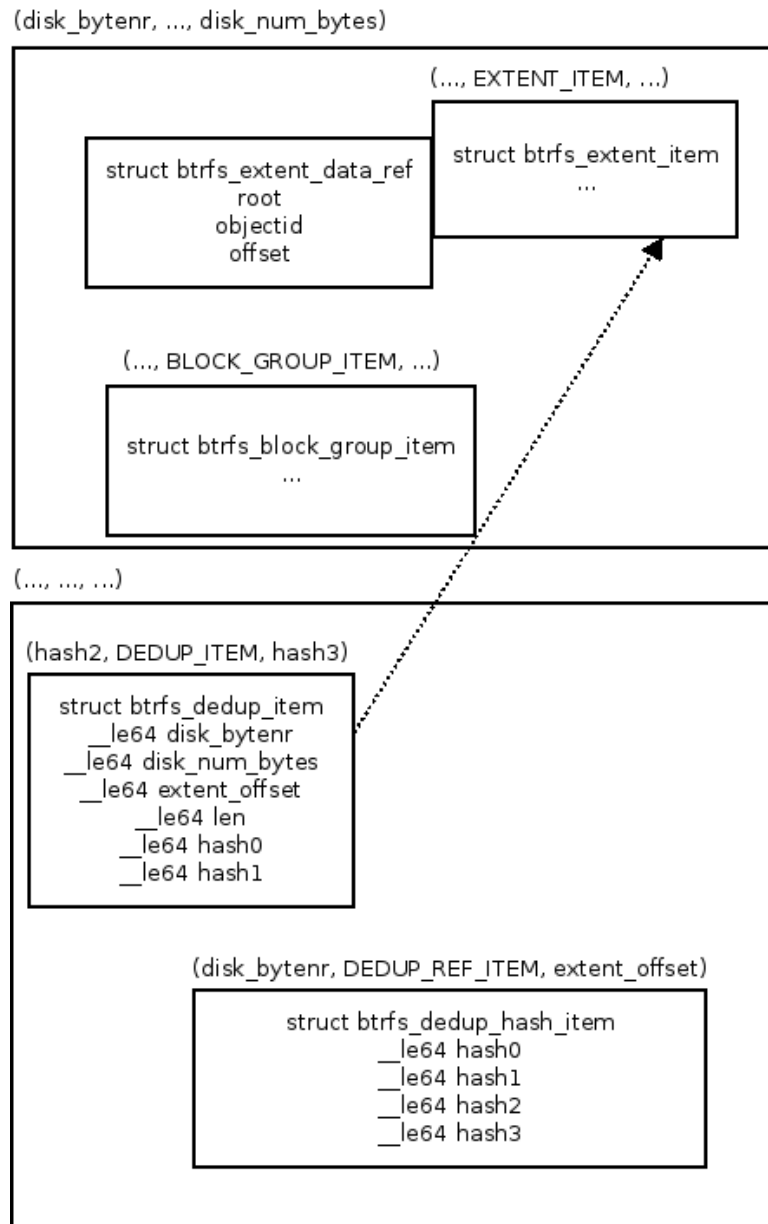 (disk_bytenr, ..., disk_num_bytes)
(..., EXTENT_ITEM, ...)
struct btrfs_extent_item
...
struct btrfs_extent_data_ref
root
objectid
offset
(..., BLOCK_GROUP_ITEM, ...)
struct btrfs_block_group_item
...
(..., ..., ...)
(hash2, DEDUP_ITEM, hash3)
struct btrfs_dedup_item
__le64 disk_bytenr
__le64 disk_num_bytes
__le64 extent_offset
__le64 len
__le64 hash0
__le64 hash1
(disk_bytenr, DEDUP_REF_ITEM, extent_offset)
struct btrfs_dedup_hash_item
__le64 hash0
__le64 hash1
__le64 hash2
__le64 hash3